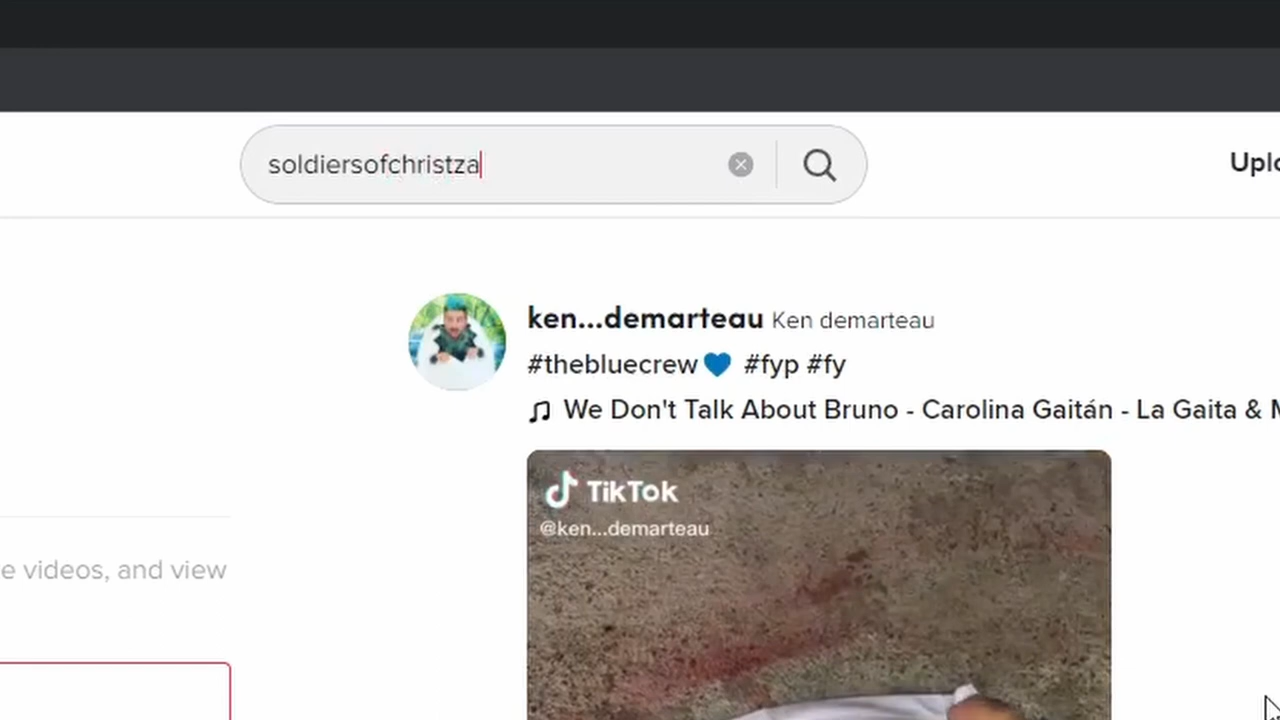 soldiersofchristza
Uplo
ken...demarteau Ken demarteau
#thebluecrew💙 #fyp #fy
We Don't Talk About Bruno - Carolina Gaitán - La Gaita & M
TikTok
@ken...demarteau
e videos, and view